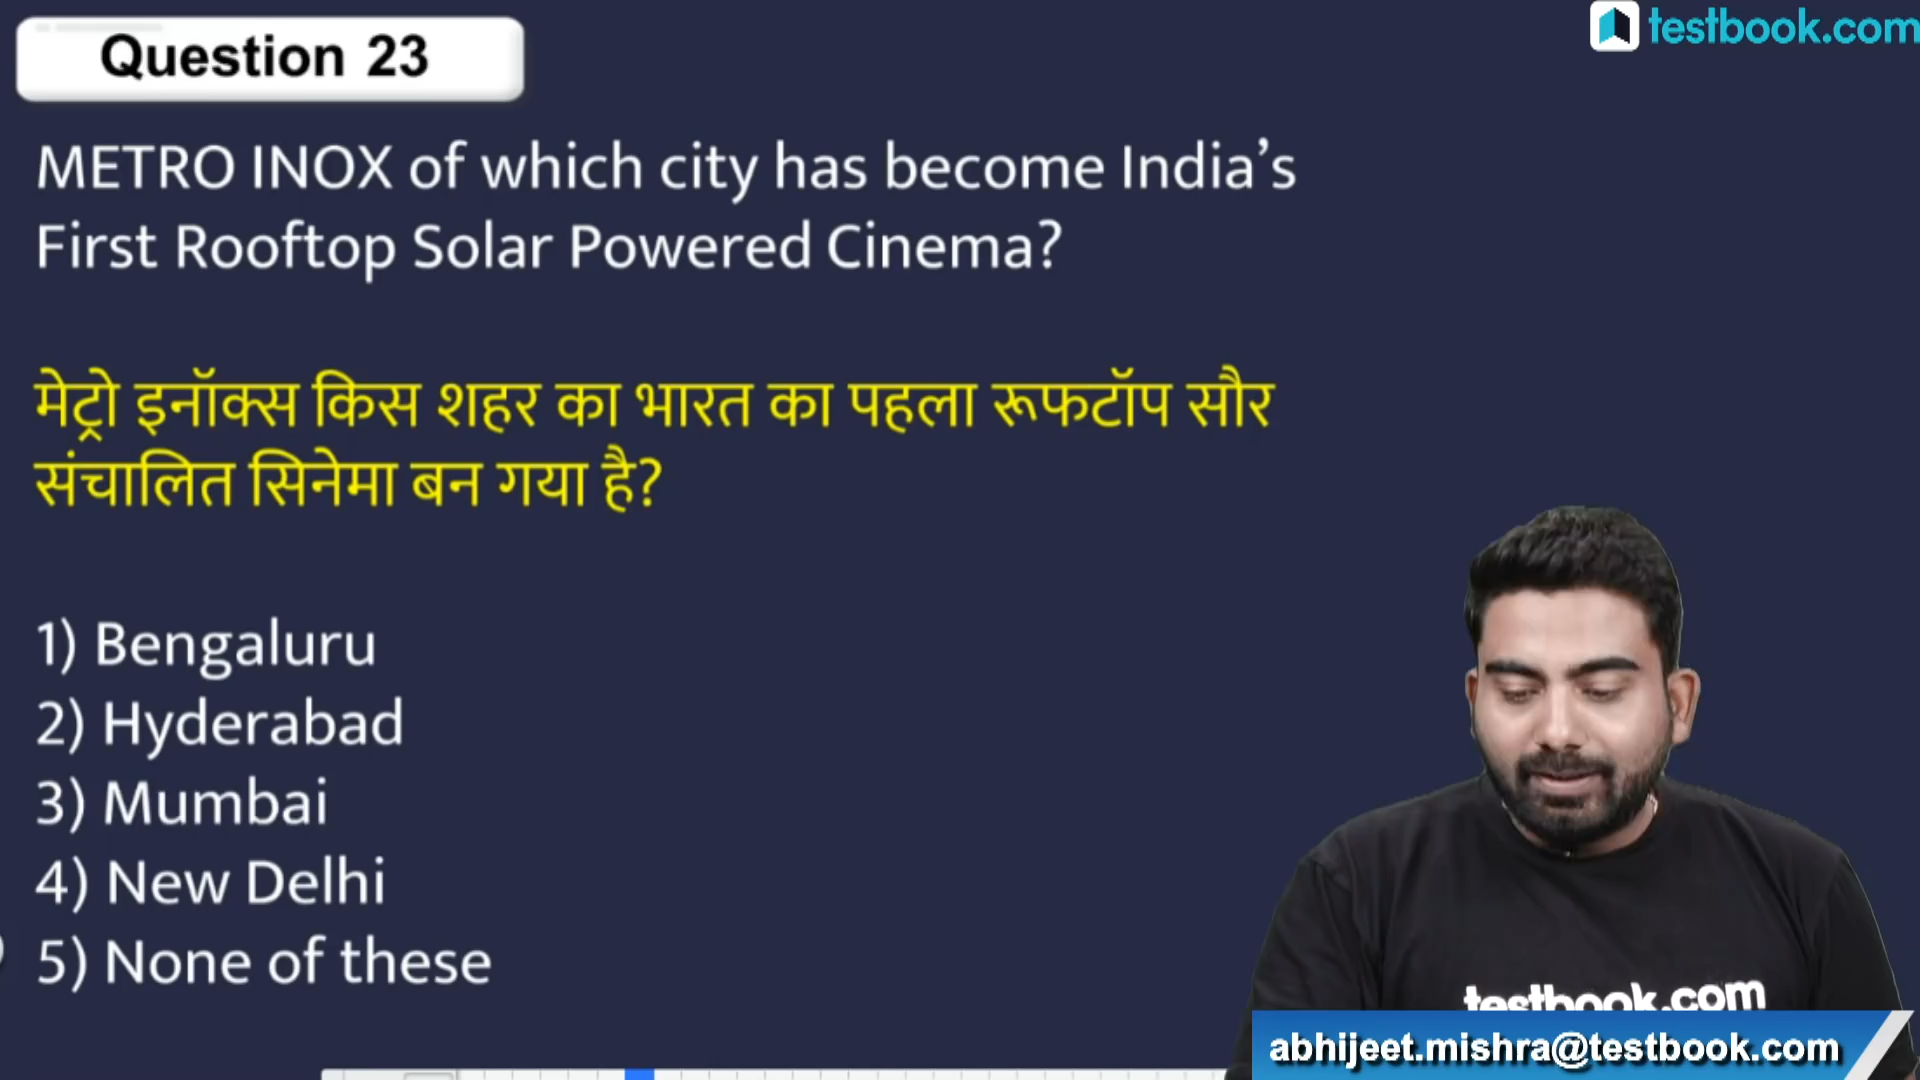 Question 23
testbook.com
METRO INOX of which city has become India's
First Rooftop Solar Powered Cinema?
मेट्रो इनॉक्स किस शहर का भारत का पहला रूफटॉप सौर
संचालित सिनेमा बन गया है?
1) Bengaluru
2) Hyderabad
3) Mumbai
4) New Delhi
5) None of these
testbook.com
abhijeet.mishra@testbook.com